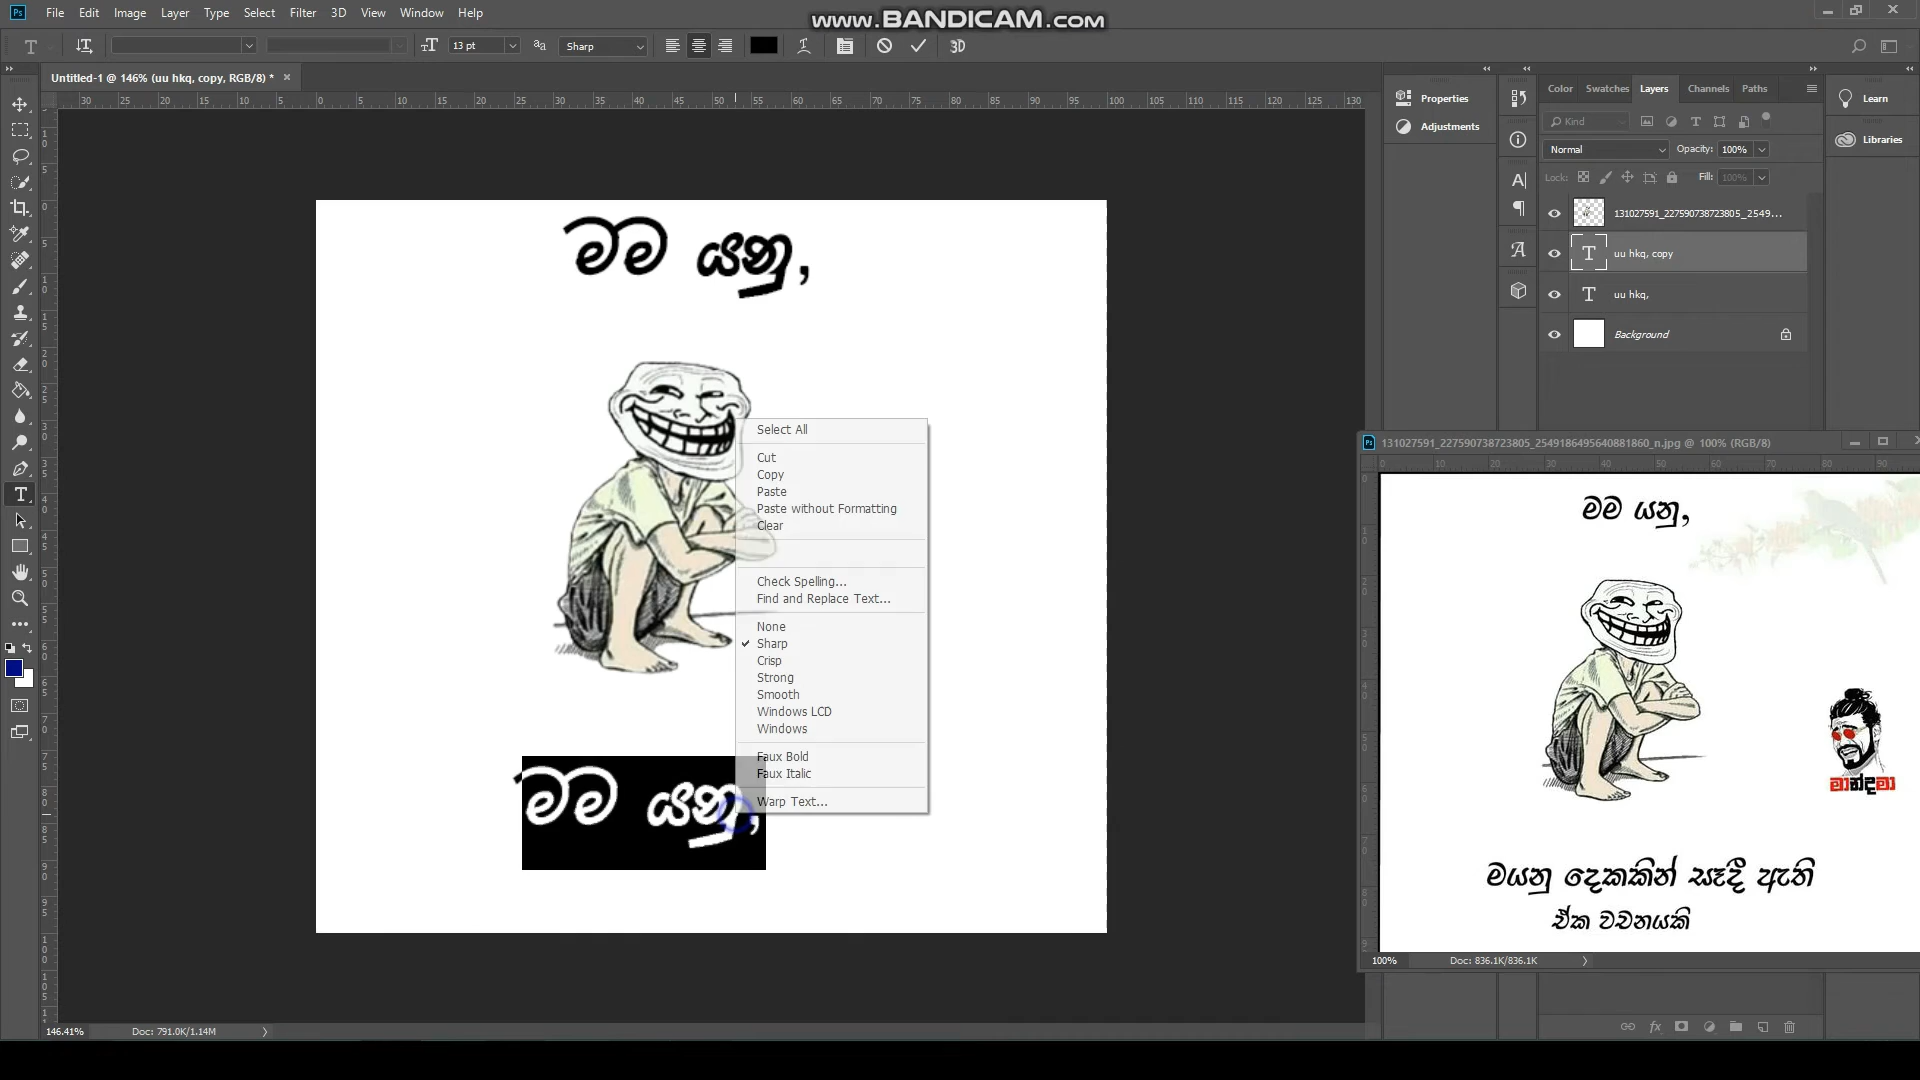 File Edit Image Layer Type Select Filter 3D View Window Help
www.BANDICAM.com
13 pt
Sharp
3D
Untitled-1 @ 146% (uu hkq, copy, RGB/8) *
මම යනු,
Select All
Cut
Copy
Paste
Paste without Formatting
Clear
Check Spelling...
Find and Replace Text...
None
Sharp
Crisp
Strong
Smooth
Windows LCD
Windows
Faux Bold
Faux Italic
Warp Text...
මම යනු,
146.41% Doc: 791.0K/1.14M
Properties
Adjustments
Color Swatches Layers Channels Paths
Kind
Normal Opacity: 100%
Lock: Fill: 100%
131027591_227590738723805_2549...
uu hkq, copy
uu hkq,
Background
Learn
Libraries
131027591_227590738723805_2549186495640881860_n.jpg @ 100% (RGB/8)
මම යනු,
මාන්දමා
මයනු දෙකකින් සෑදී ඇති
ඒක වචනයකි
100% Doc: 836.1K/836.1K